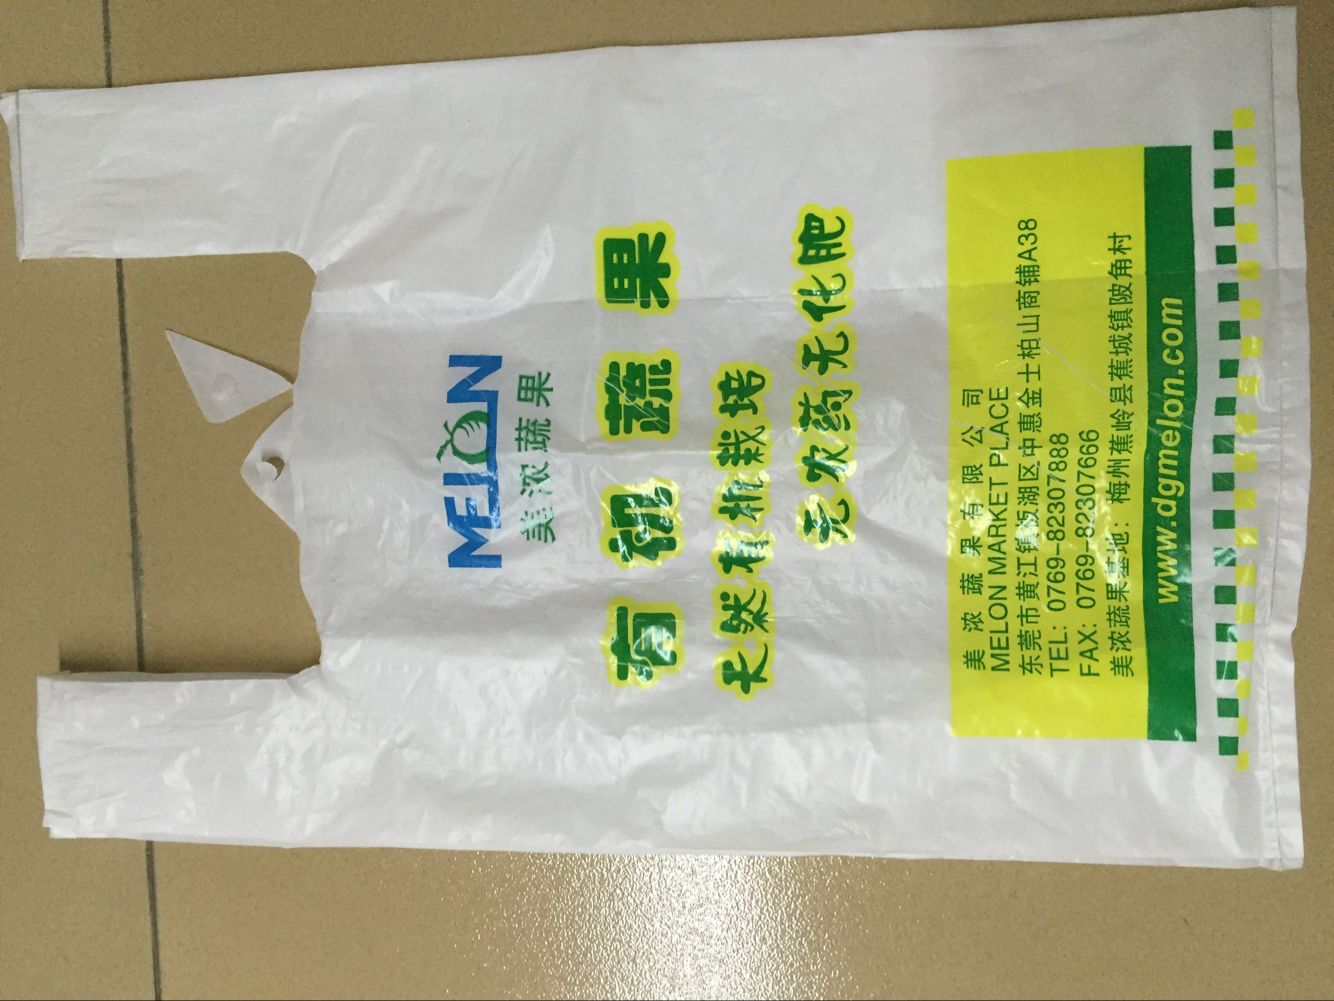 MELON
美浓蔬果
有机蔬果
天然有机栽培
无农药无化肥
美浓蔬果有限公司
MELON MARKET PLACE
东莞市黄江镇板湖区中惠金士柏山商铺A38
TEL: 0769-82307888
FAX: 0769-82307666
美浓蔬果基地：梅州蕉岭县蕉城镇陂角村
www.dgmelon.com